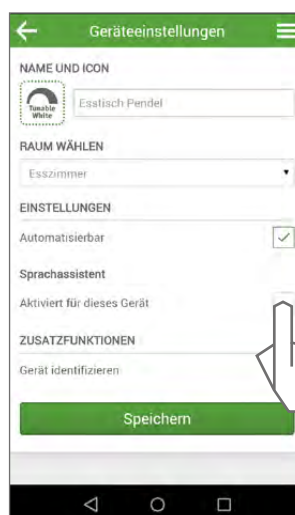 Geräteeinstellungen
NAME UND ICON
Tunable
White
Esstisch Pendel
RAUM WÄHLEN
Esszimmer
EINSTELLUNGEN
Automatisierbar
Sprachassistent
Aktiviert für dieses Gerät
ZUSATZFUNKTIONEN
Gerät identifizieren
Speichern